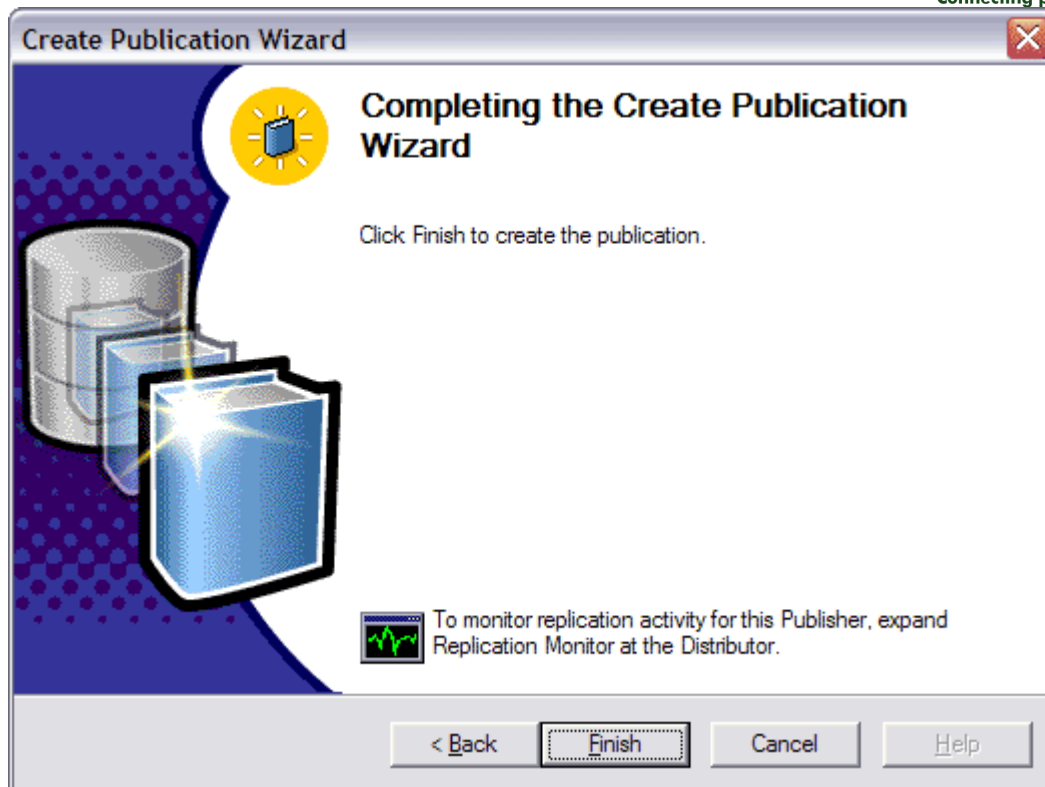 Connecting p
Create Publication Wizard
Completing the Create Publication
Wizard
Click Finish to create the publication.
To monitor replication activity for this Publisher, expand
Replication Monitor at the Distributor.
< Back
Finish
Cancel
Help